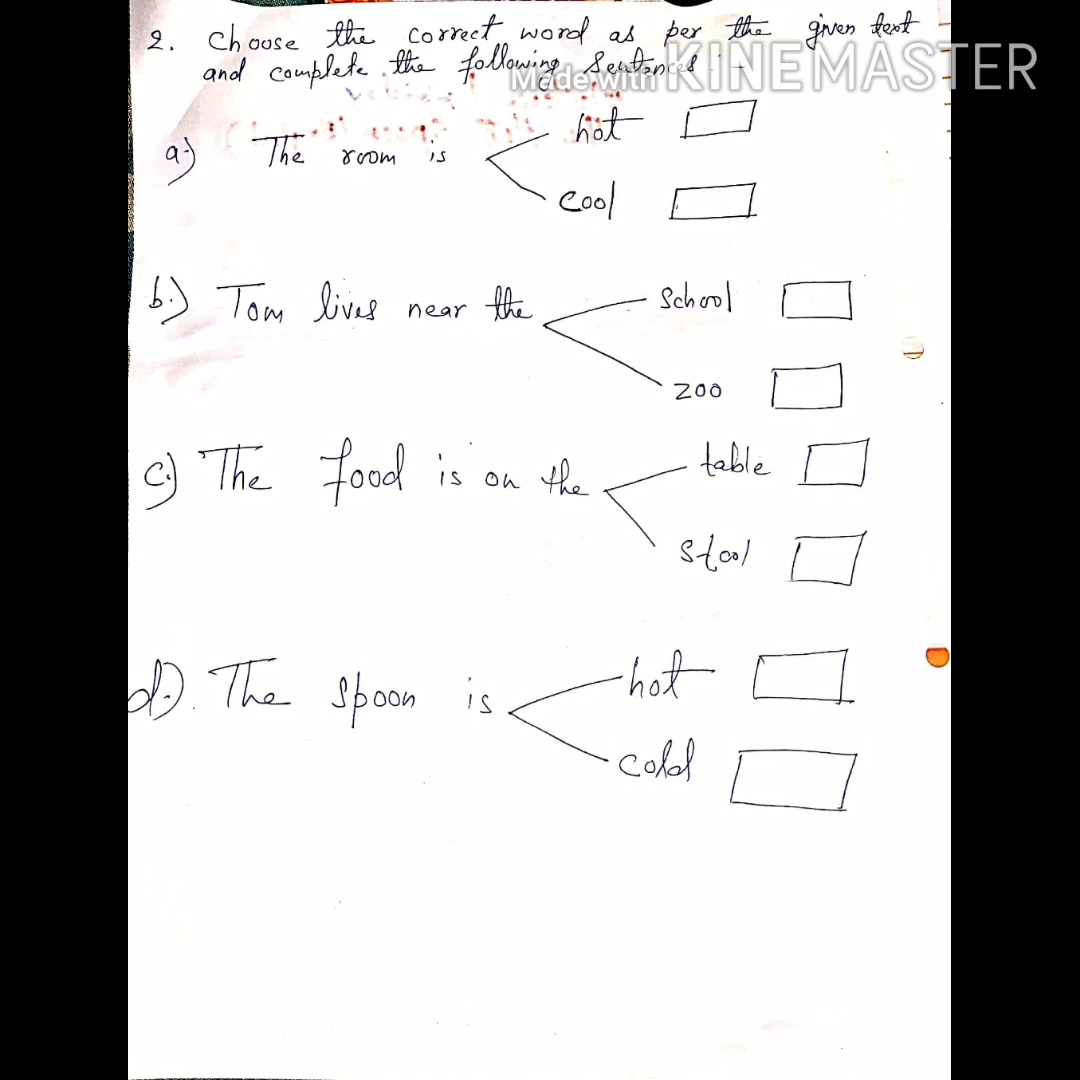 2. Choose the correct word as per the given text
and complete the following Sentences :-
Made with KINEMASTER
a.) The room is
hot
cool
b.) Tom lives near the
School
zoo
c.) The food is on the
table
stool
d.) The spoon is
hot
cold